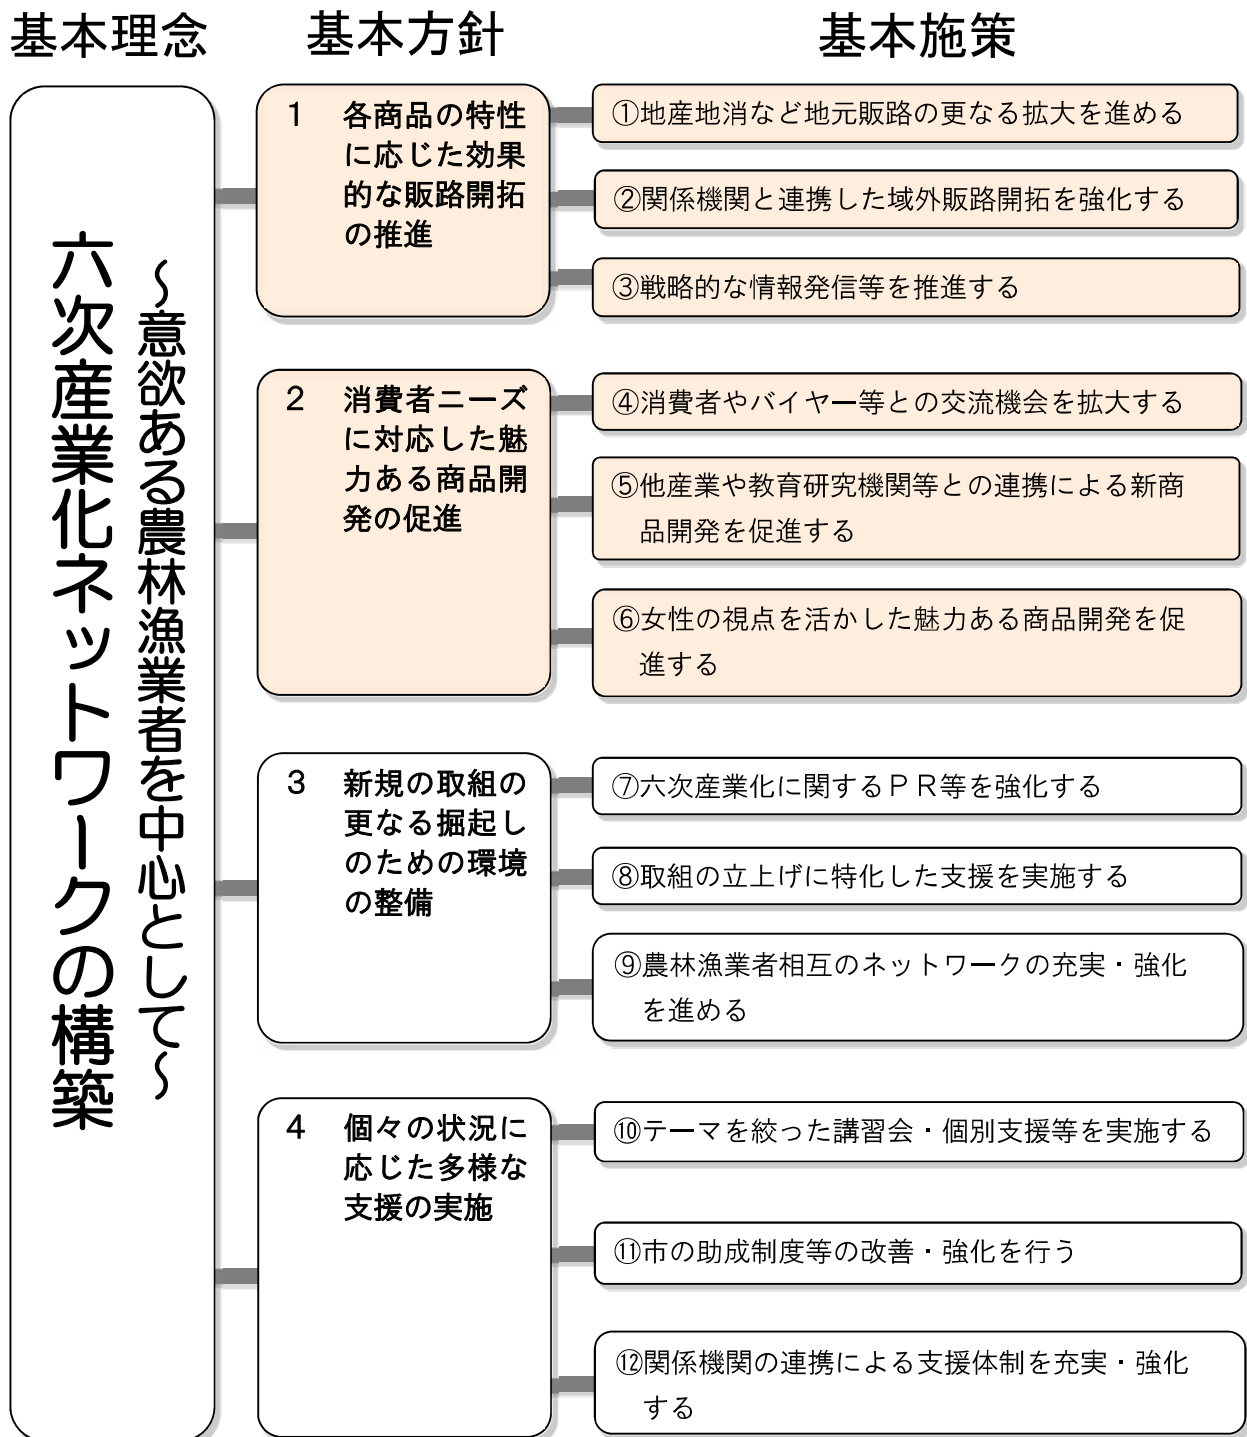 基本理念
基本方針
基本施策
六次産業化ネットワークの構築
～意欲ある農林漁業者を中心として～
1 各商品の特性
に応じた効果
的な販路開拓
の推進
①地産地消など地元販路の更なる拡大を進める
②関係機関と連携した域外販路開拓を強化する
③戦略的な情報発信等を推進する
2 消費者ニーズ
に対応した魅
力ある商品開
発の促進
④消費者やバイヤー等との交流機会を拡大する
⑤他産業や教育研究機関等との連携による新商
品開発を促進する
⑥女性の視点を活かした魅力ある商品開発を促
進する
3 新規の取組の
更なる掘起し
のための環境
の整備
⑦六次産業化に関するＰＲ等を強化する
⑧取組の立上げに特化した支援を実施する
⑨農林漁業者相互のネットワークの充実・強化
を進める
4 個々の状況に
応じた多様な
支援の実施
⑩テーマを絞った講習会・個別支援等を実施する
⑪市の助成制度等の改善・強化を行う
⑫関係機関の連携による支援体制を充実・強化
する